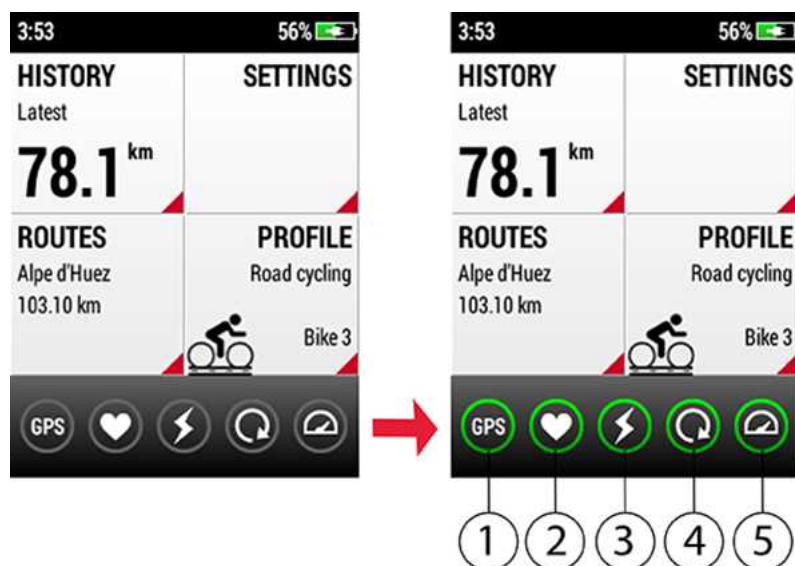 3:53 56%
HISTORY SETTINGS
Latest
78.1 km
ROUTES PROFILE
Alpe d'Huez Road cycling
103.10 km
Bike 3
GPS
3:53 56%
HISTORY SETTINGS
Latest
78.1 km
ROUTES PROFILE
Alpe d'Huez Road cycling
103.10 km
Bike 3
GPS
1 2 3 4 5